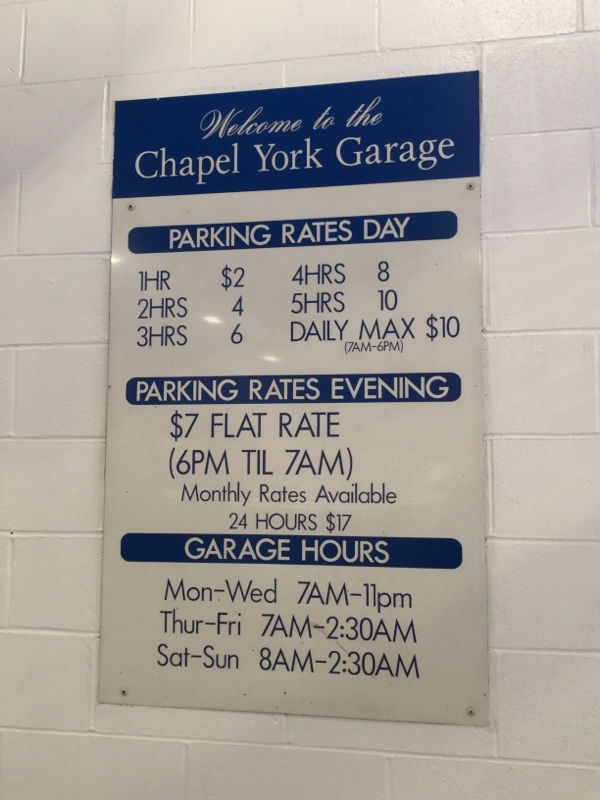 Welcome to the
Chapel York Garage
PARKING RATES DAY
1HR $2 4HRS 8
2HRS 4 5HRS 10
3HRS 6 DAILY MAX $10
(7AM-6PM)
PARKING RATES EVENING
$7 FLAT RATE
(6PM TIL 7AM)
Monthly Rates Available
24 HOURS $17
GARAGE HOURS
Mon-Wed 7AM-11pm
Thur-Fri 7AM-2:30AM
Sat-Sun 8AM-2:30AM